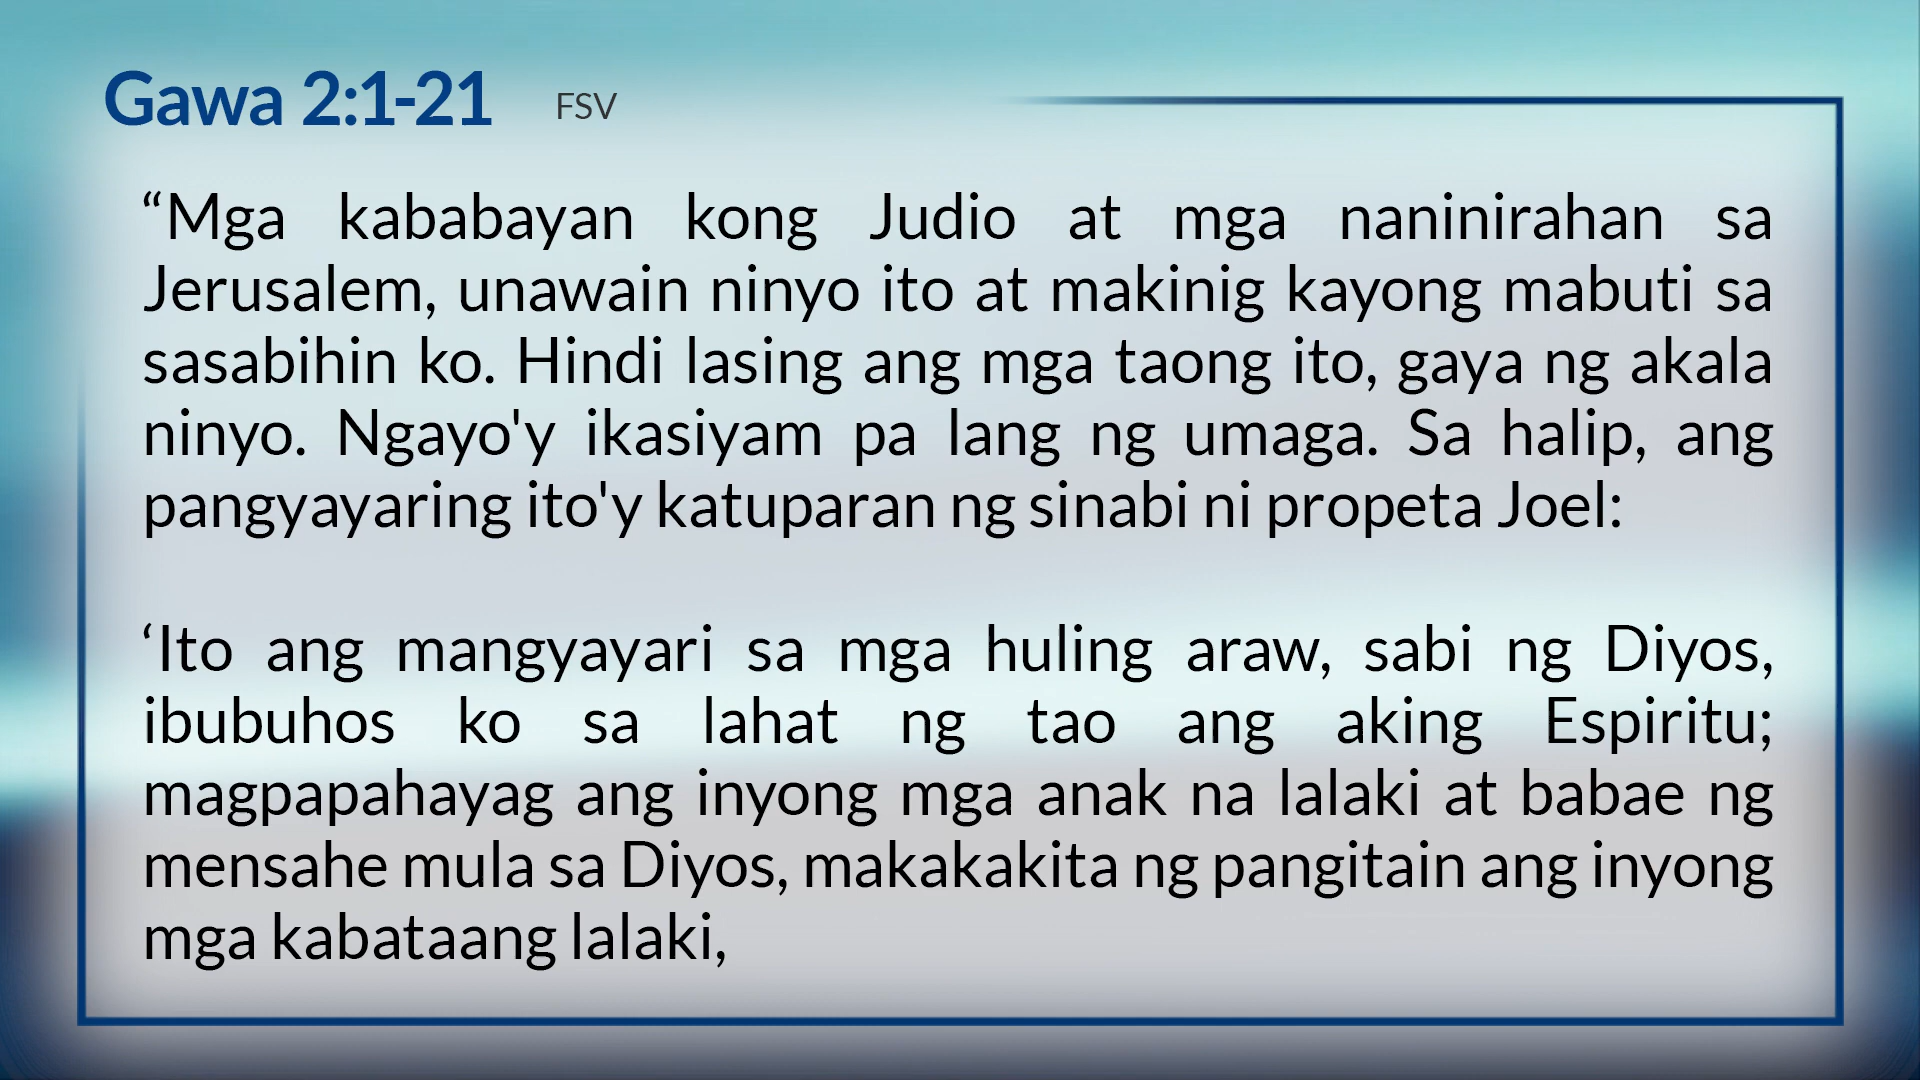 Gawa 2:1-21 FSV
“Mga kababayan kong Judio at mga naninirahan sa
Jerusalem, unawain ninyo ito at makinig kayong mabuti sa
sasabihin ko. Hindi lasing ang mga taong ito, gaya ng akala
ninyo. Ngayo'y ikasiyam pa lang ng umaga. Sa halip, ang
pangyayaring ito'y katuparan ng sinabi ni propeta Joel:
‘Ito ang mangyayari sa mga huling araw, sabi ng Diyos,
ibubuhos ko sa lahat ng tao ang aking Espiritu;
magpapahayag ang inyong mga anak na lalaki at babae ng
mensahe mula sa Diyos, makakakita ng pangitain ang inyong
mga kabataang lalaki,